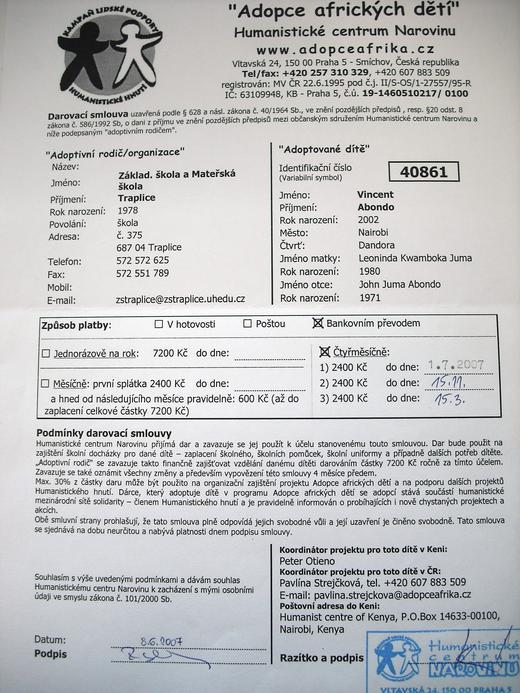 KAMPAŇ LIDSKÉ PODPORY
HUMANISTICKÉ HNUTÍ
"Adopce afrických dětí"
Humanistické centrum Narovinu
www.adopceafrika.cz
Vltavská 24, 150 00 Praha 5 - Smíchov, Česká republika
Tel/fax: +420 257 310 329, +420 607 883 509
registrován: MV ČR 22.6.1995 pod č.j. II/S-OS/1-27557/95-R
IČ: 63109948, KB - Praha 5, č.ú. 19-1460510217/ 0100
Darovací smlouva uzavřená podle § 628 a násl. zákona č. 40/1964 Sb., ve znění pozdějších předpisů , resp. §20 odst. 8
zákona č. 586/1992 Sb, o dani z příjmu ve znění pozdějších předpisů mezi občanským sdružením Humanistické centrum Narovinu a
níže podepsaným "adoptivním rodičem".
"Adoptivní rodič/organizace"
Název:
Jméno: Základ. škola a Mateřská škola
Příjmení: Traplice
Rok narození: 1978
Povolání: škola
Adresa: č. 375
687 04 Traplice
Telefon: 572 572 625
Fax: 572 551 789
Mobil:
E-mail: zstraplice@zstraplice.uhedu.cz
"Adoptované dítě"
Identifikační číslo
(Variabilní symbol) 40861
Jméno: Vincent
Příjmení: Abondo
Rok narození: 2002
Město: Nairobi
Čtvrť: Dandora
Jméno matky: Leoninda Kwamboka Juma
Rok narození: 1980
Jméno otce: John Juma Abondo
Rok narození: 1971
Způsob platby: V hotovosti Poštou Bankovním převodem
Jednorázově na rok: 7200 Kč do dne:
Měsíčně: první splátka 2400 Kč do dne:
a hned od následujícího měsíce pravidelně: 600 Kč (až do
zaplacení celkové částky 7200 Kč)
Čtyřměsíčně:
1) 2400 Kč do dne: 1.7.2007
2) 2400 Kč do dne: 15.11.
3) 2400 Kč do dne: 15.3.
Podmínky darovací smlouvy
Humanistické centrum Narovinu přijímá dar a zavazuje se jej použít k účelu stanovenému touto smlouvou. Dar bude použit na
zajištění školní docházky pro dané dítě – zaplacení školného, školních pomůcek, školní uniformy a případně dalších potřeb dítěte.
„Adoptivní rodič" se zavazuje takto finančně zajišťovat vzdělání danému dítěti darováním částky 7200 Kč ročně za tímto účelem.
Zavazuje se také oznámit všechny změny a především vypovězení této smlouvy 4 měsíce předem.
Max. 30% z částky daru může být použito na organizační zajištění projektu Adopce afrických dětí a na podporu dalších projektů
Humanistického hnutí. Dárce, který adoptuje dítě v programu Adopce afrických dětí se adopcí stává součástí humanistické
mezinárodní sítě solidarity – členem Humanistického hnutí a je pravidelně informován o probíhajících i nově chystaných projektech a
akcích.
Obě smluvní strany prohlašují, že tato smlouva plně odpovídá jejich svobodné vůli a její uzavření je činěno svobodně. Tato smlouva
se sjednává na dobu neurčitou a nabývá platnosti dnem podpisu smlouvy.
Souhlasím s výše uvedenými podmínkami a dávám souhlas
Humanistickému centru Narovinu k zacházení s mými osobními
údaji ve smyslu zákona č. 101/2000 Sb.
Datum: 8.6.2007
Podpis
Koordinátor projektu pro toto dítě v Keni:
Peter Otieno
Koordinátor projektu pro toto dítě v ČR:
Pavlína Strejčková, tel. +420 607 883 509
E-mail: pavlina.strejckova@adopceafrika.cz
Poštovní adresa do Keni:
Humanist centre of Kenya, P.O.Box 14633-00100,
Nairobi, Kenya
Razítko a podpis
Humanistické
centrum
NAROVINU
VLTAVSKÁ 24, 150 00 PRAHA 5